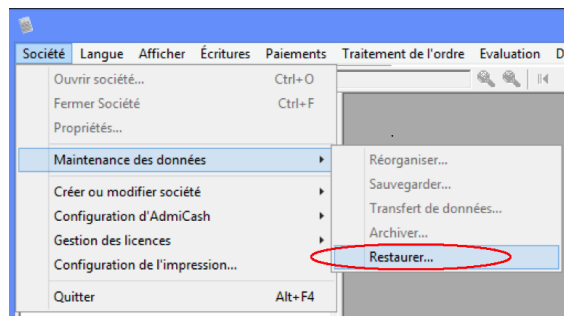 Société Langue Afficher Écritures Paiements Traitement de l'ordre Evaluation D
Ouvrir société... Ctrl+O
Fermer Société Ctrl+F
Propriétés...
Maintenance des données
Réorganiser...
Sauvegarder...
Transfert de données...
Archiver...
Restaurer...
Créer ou modifier société
Configuration d'AdmiCash
Gestion des licences
Configuration de l'impression...
Quitter Alt+F4